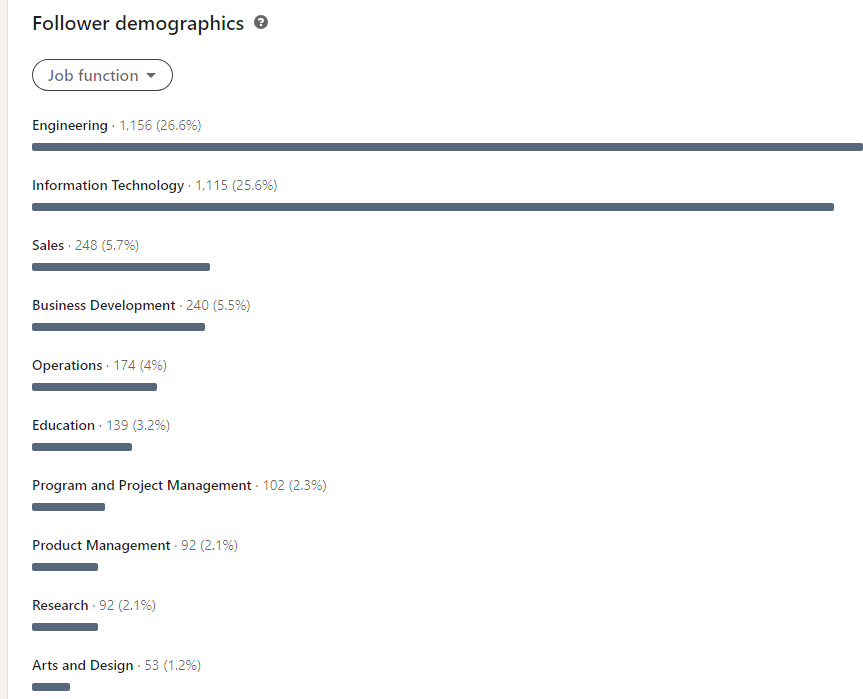 Follower demographics ?
Job function
Engineering · 1,156 (26.6%)
Information Technology · 1,115 (25.6%)
Sales · 248 (5.7%)
Business Development · 240 (5.5%)
Operations · 174 (4%)
Education · 139 (3.2%)
Program and Project Management · 102 (2.3%)
Product Management · 92 (2.1%)
Research · 92 (2.1%)
Arts and Design · 53 (1.2%)